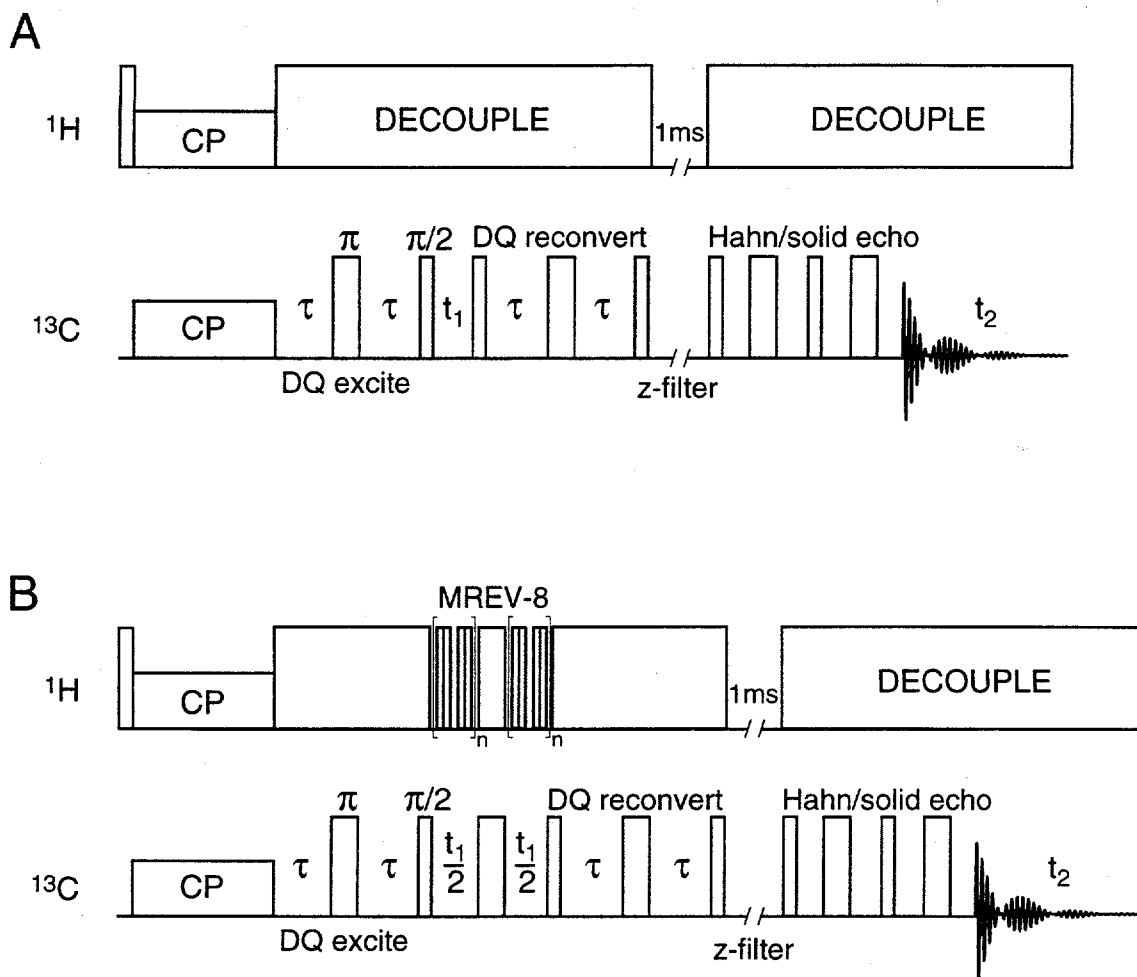 A
¹H
CP
DECOUPLE
1ms
DECOUPLE
π
π/2
DQ reconvert
Hahn/solid echo
¹³C
CP
τ
τ
t₁
τ
τ
t₂
DQ excite
z-filter
B
MREV-8
¹H
CP
n
n
1ms
DECOUPLE
π
π/2
DQ reconvert
Hahn/solid echo
¹³C
CP
τ
τ
t₁/2
t₁/2
τ
τ
t₂
DQ excite
z-filter